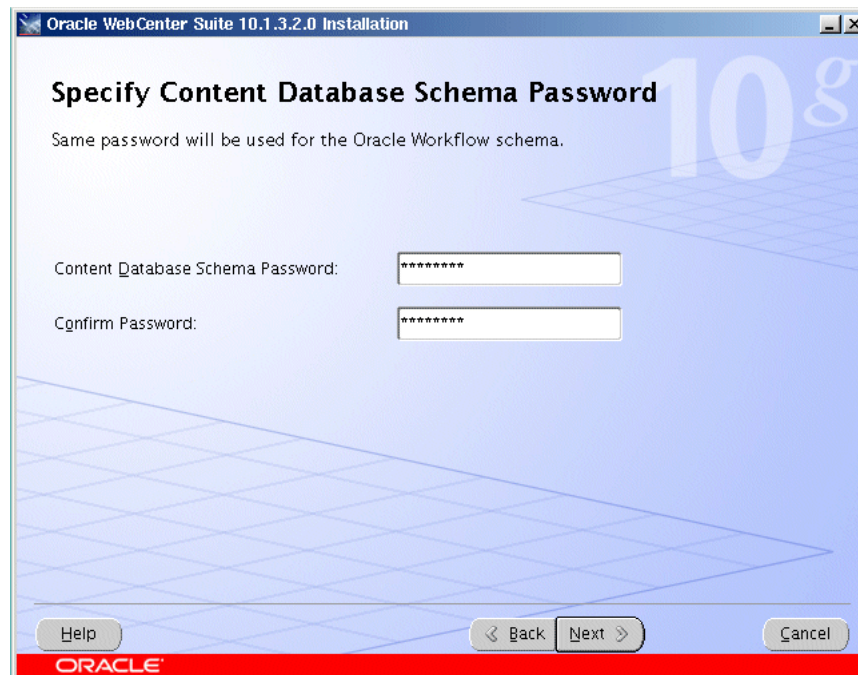 Oracle WebCenter Suite 10.1.3.2.0 Installation
10g
Specify Content Database Schema Password
Same password will be used for the Oracle Workflow schema.
Content Database Schema Password:
********
Confirm Password:
********
Help
Back
Next
Cancel
ORACLE